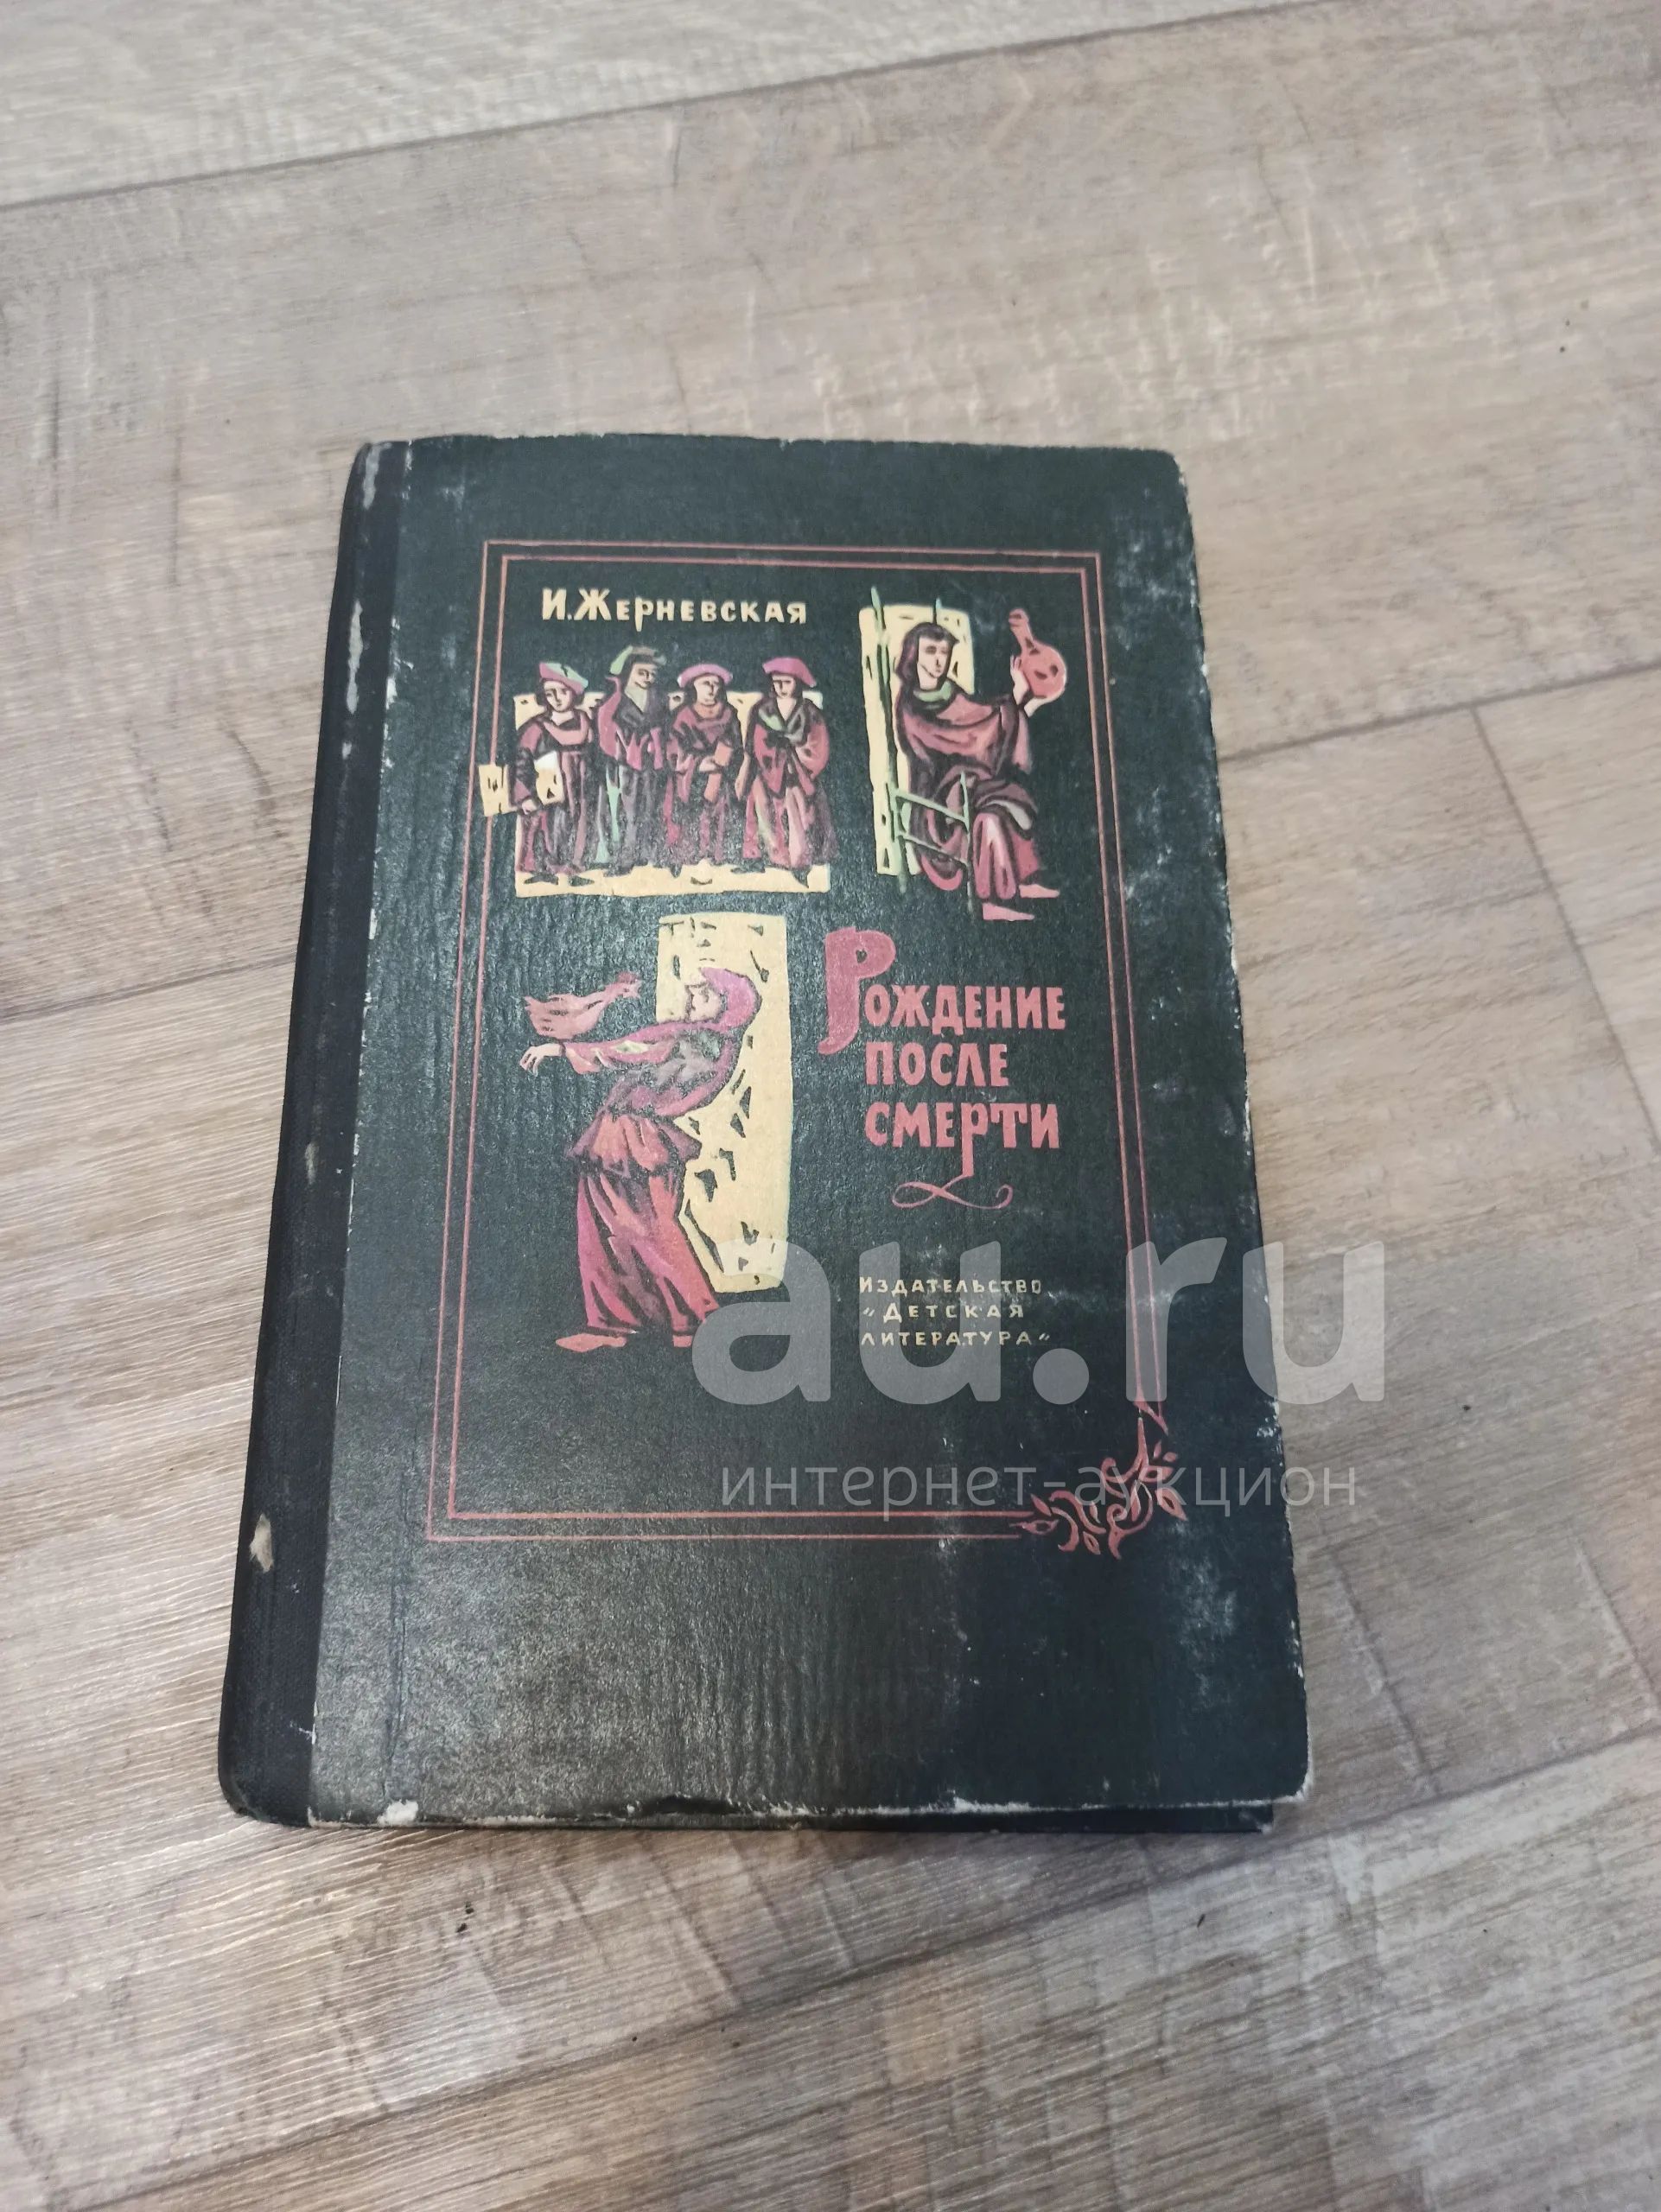 И. Жерневская
Рождение
после
смерти
Издательство
„Детская
литература"
au.ru
интернет-аукцион